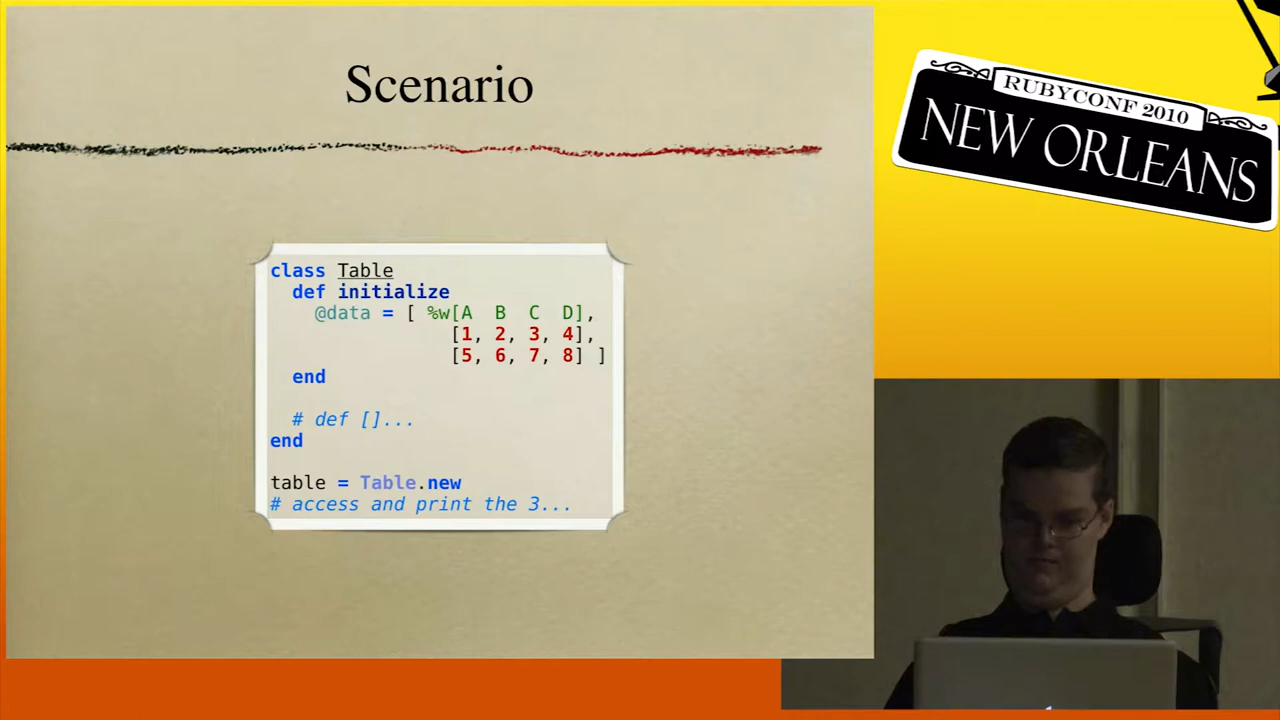 Scenario
class Table
  def initialize
    @data = [ %w[A  B  C  D],
                [1, 2, 3, 4],
                [5, 6, 7, 8] ]
  end

  # def []...
end

table = Table.new
# access and print the 3...
RUBYCONF 2010
NEW ORLEANS